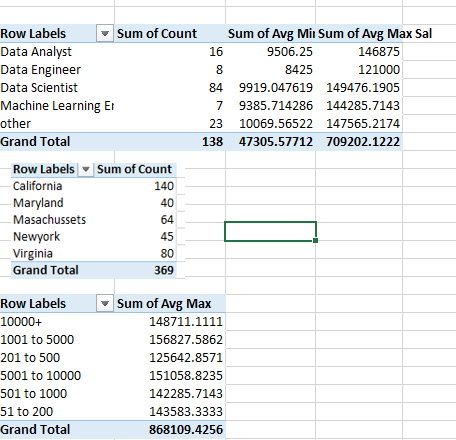 Row Labels Sum of Count Sum of Avg Min Sum of Avg Max Sal
Data Analyst 16 9506.25 146875
Data Engineer 8 8425 121000
Data Scientist 84 9919.047619 149476.1905
Machine Learning En 7 9385.714286 144285.7143
other 23 10069.56522 147565.2174
Grand Total 138 47305.57712 709202.1222
Row Labels Sum of Count
California 140
Maryland 40
Masachussets 64
Newyork 45
Virginia 80
Grand Total 369
Row Labels Sum of Avg Max
10000+ 148711.1111
1001 to 5000 156827.5862
201 to 500 125642.8571
5001 to 10000 151058.8235
501 to 1000 142285.7143
51 to 200 143583.3333
Grand Total 868109.4256